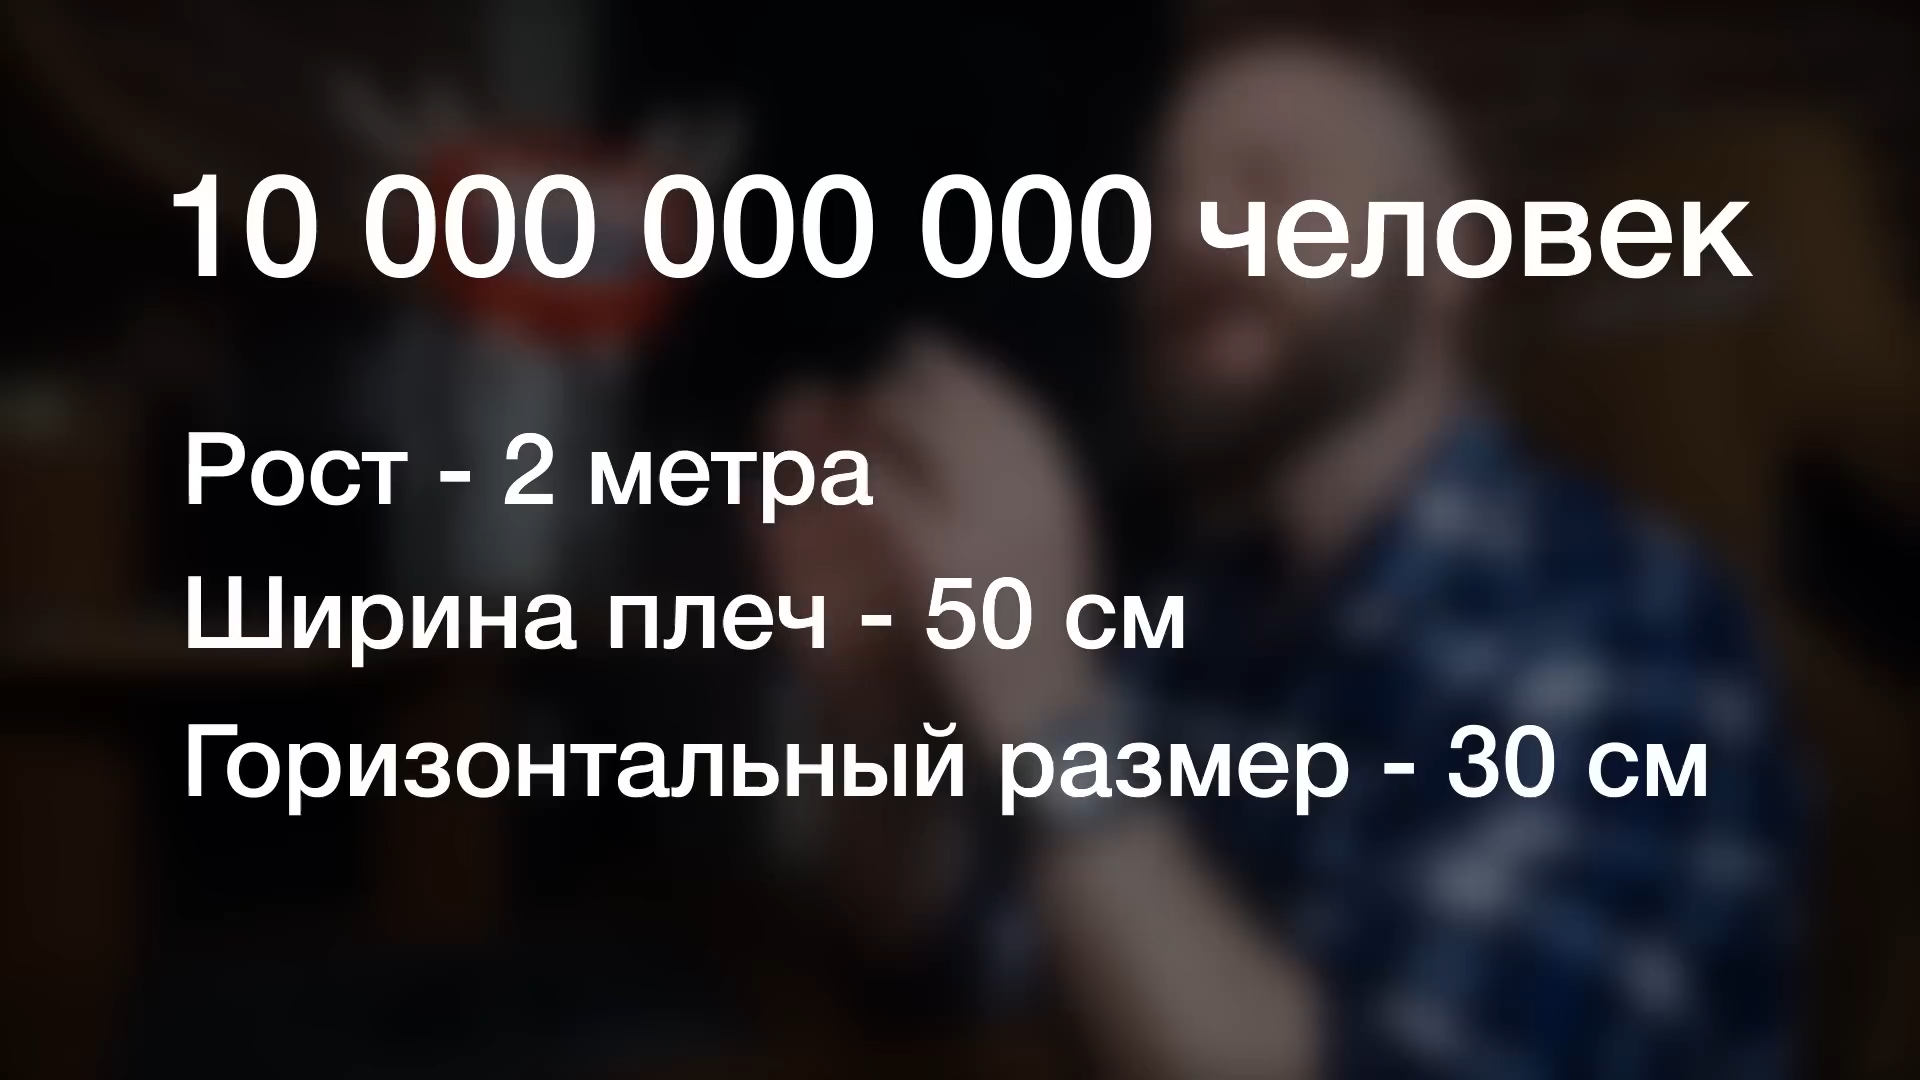 10 000 000 000 человек
Рост - 2 метра
Ширина плеч - 50 см
Горизонтальный размер - 30 см